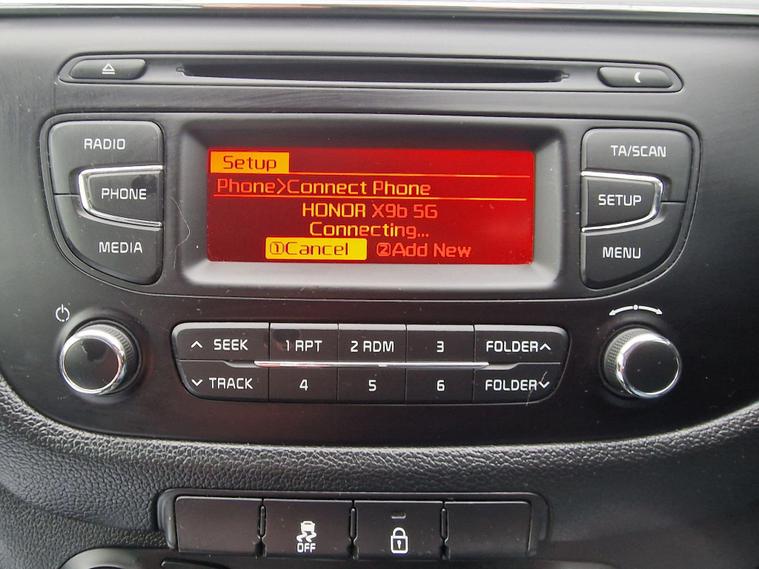 RADIO
PHONE
MEDIA
Setup
Phone>Connect Phone
HONOR X9b 5G
Connecting...
①Cancel ②Add New
TA/SCAN
SETUP
MENU
SEEK 1 RPT 2 RDM 3 FOLDER
TRACK 4 5 6 FOLDER
OFF